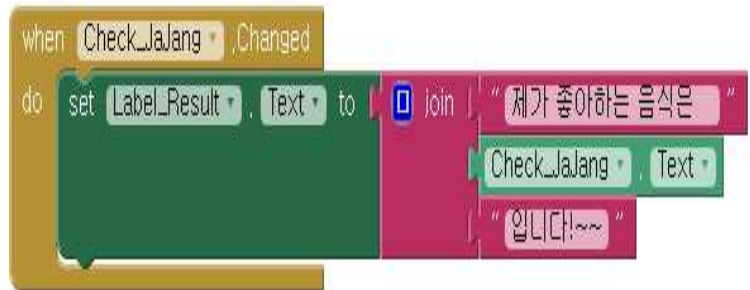 when Check_JaJang .Changed
do set Label_Result . Text to join " 제가 좋아하는 음식은 "
Check_JaJang . Text
" 입니다!~~ "